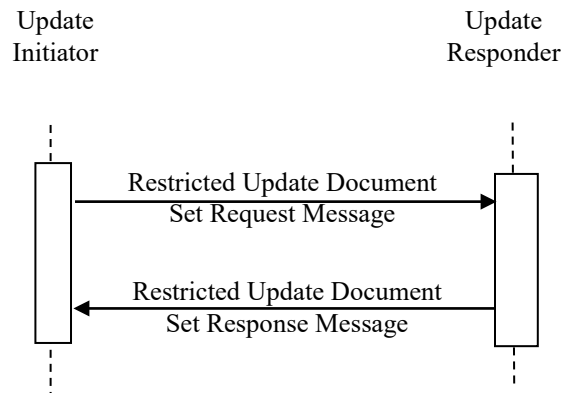 Update
Initiator
Update
Responder
Restricted Update Document
Set Request Message
Restricted Update Document
Set Response Message